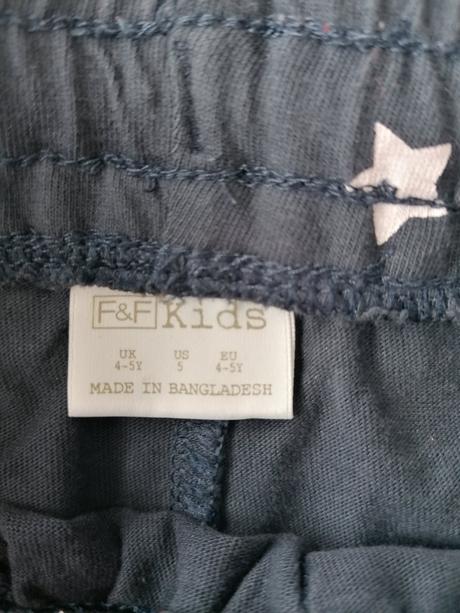 F&F Kids
UK US EU
4-5Y 5 4-5Y
MADE IN BANGLADESH